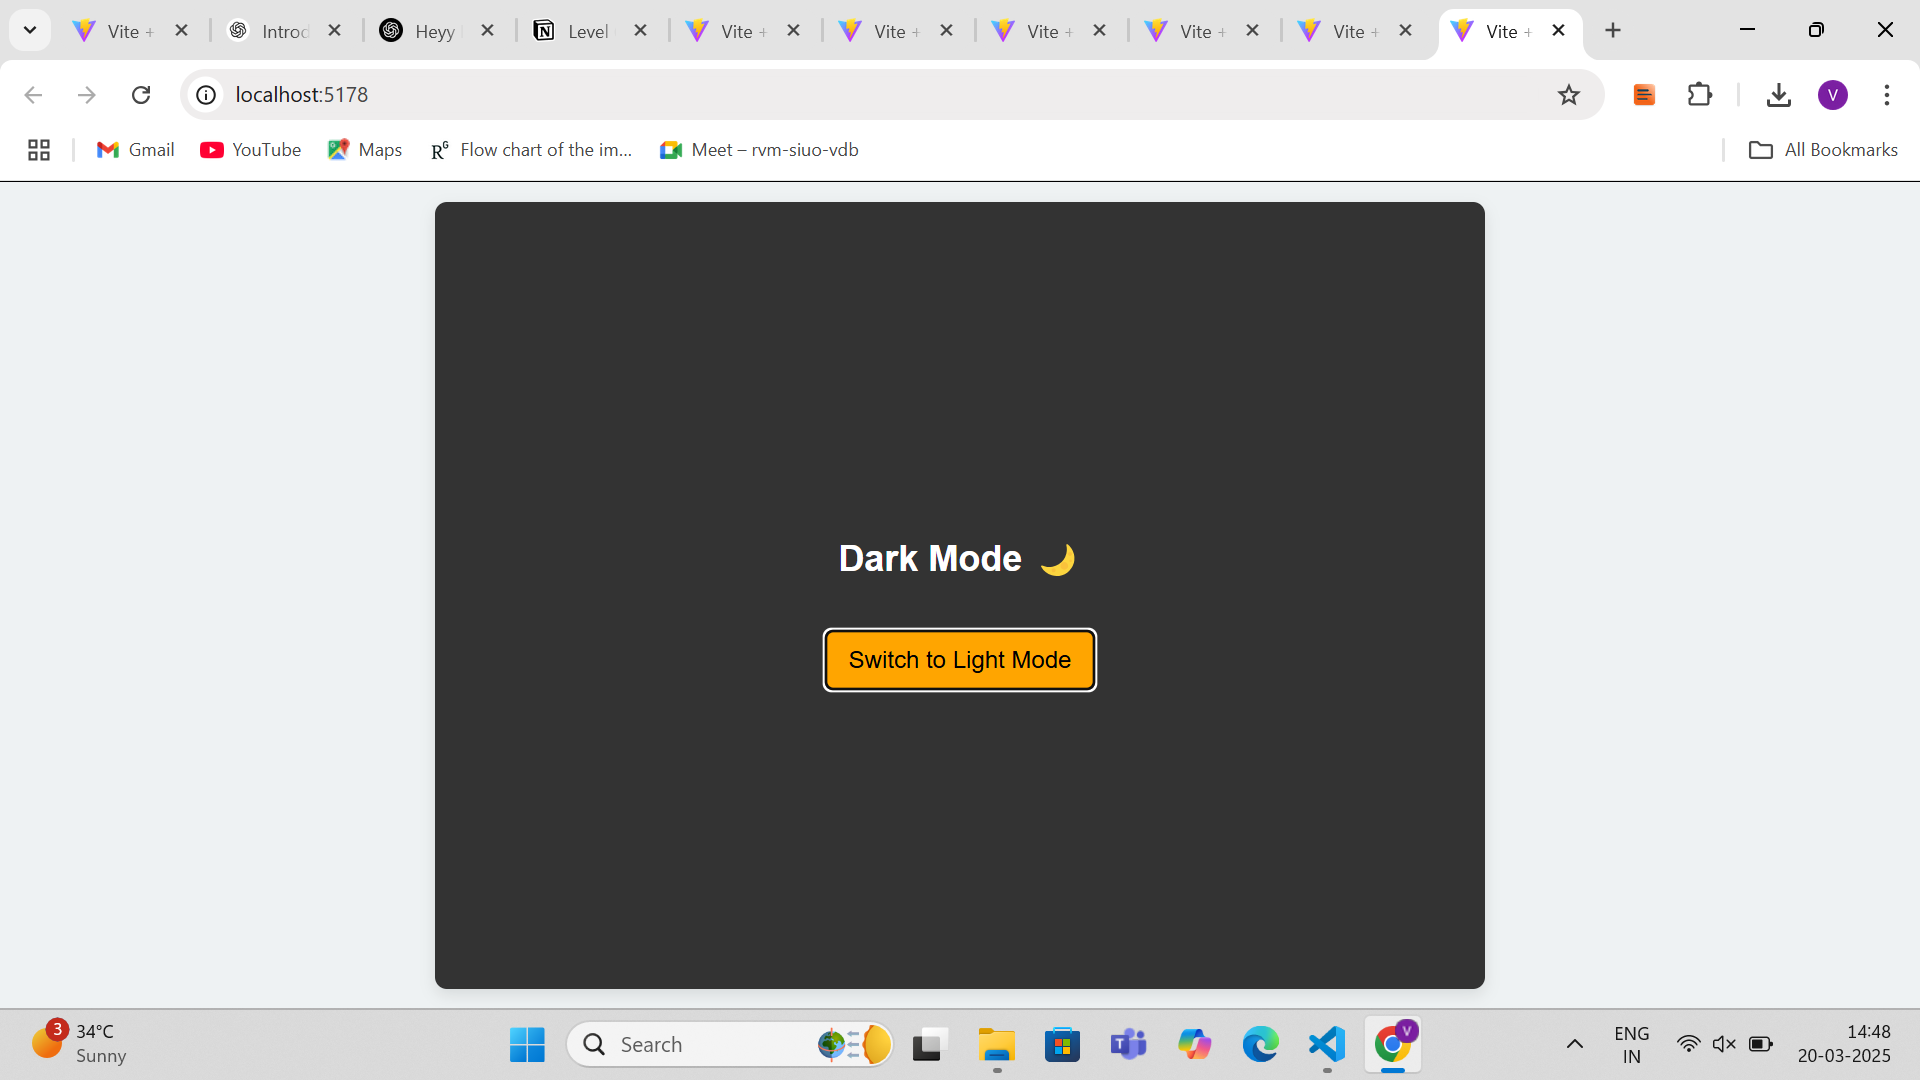 Vite +
Introd
Heyy
Level
Vite +
Vite +
Vite +
Vite +
Vite +
Vite +
localhost:5178
V
Gmail
YouTube
Maps
RG
Flow chart of the im...
Meet – rvm-siuo-vdb
All Bookmarks
Dark Mode 🌙
Switch to Light Mode
3
34°C
Sunny
Search
V
ENG
IN
14:48
20-03-2025